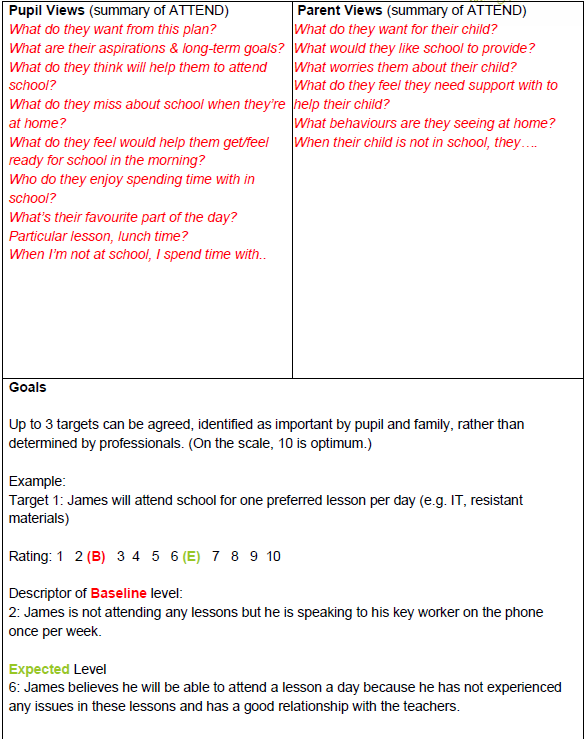 Pupil Views (summary of ATTEND)
What do they want from this plan?
What are their aspirations & long-term goals?
What do they think will help them to attend
school?
What do they miss about school when they're
at home?
What do they feel would help them get/feel
ready for school in the morning?
Who do they enjoy spending time with in
school?
What's their favourite part of the day?
Particular lesson, lunch time?
When I'm not at school, I spend time with..
Parent Views (summary of ATTEND)
What do they want for their child?
What would they like school to provide?
What worries them about their child?
What do they feel they need support with to
help their child?
What behaviours are they seeing at home?
When their child is not in school, they....
Goals
Up to 3 targets can be agreed, identified as important by pupil and family, rather than
determined by professionals. (On the scale, 10 is optimum.)
Example:
Target 1: James will attend school for one preferred lesson per day (e.g. IT, resistant
materials)
Rating: 1 2 (B) 3 4 5 6 (E) 7 8 9 10
Descriptor of Baseline level:
2: James is not attending any lessons but he is speaking to his key worker on the phone
once per week.
Expected Level
6: James believes he will be able to attend a lesson a day because he has not experienced
any issues in these lessons and has a good relationship with the teachers.